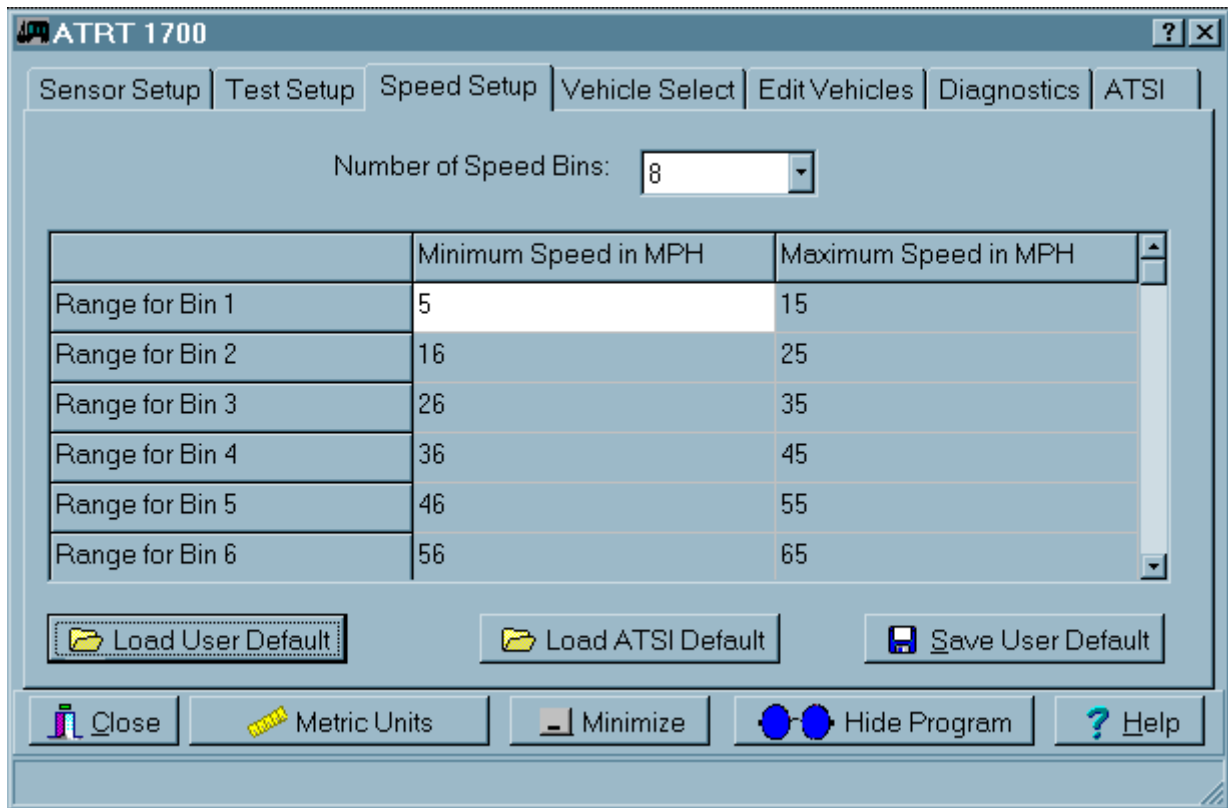 ATRT 1700
Sensor Setup Test Setup Speed Setup Vehicle Select Edit Vehicles Diagnostics ATSI
Number of Speed Bins: 8
Minimum Speed in MPH Maximum Speed in MPH
Range for Bin 1 5 15
Range for Bin 2 16 25
Range for Bin 3 26 35
Range for Bin 4 36 45
Range for Bin 5 46 55
Range for Bin 6 56 65
Load User Default Load ATSI Default Save User Default
Close Metric Units Minimize Hide Program ? Help